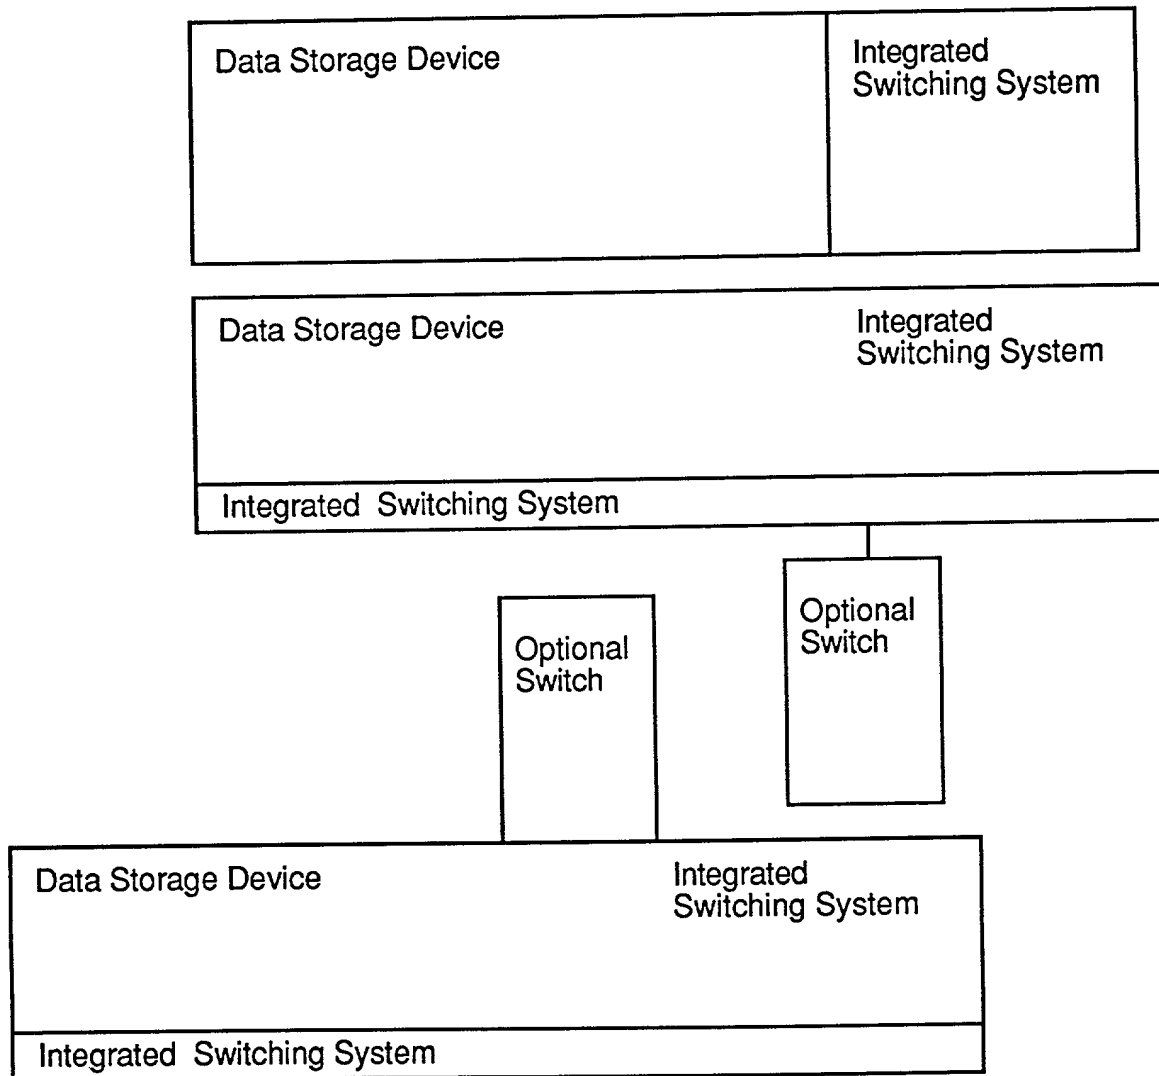 Data Storage Device
Integrated
Switching System
Data Storage Device
Integrated
Switching System
Integrated  Switching System
Optional
Switch
Optional
Switch
Data Storage Device
Integrated
Switching System
Integrated  Switching System